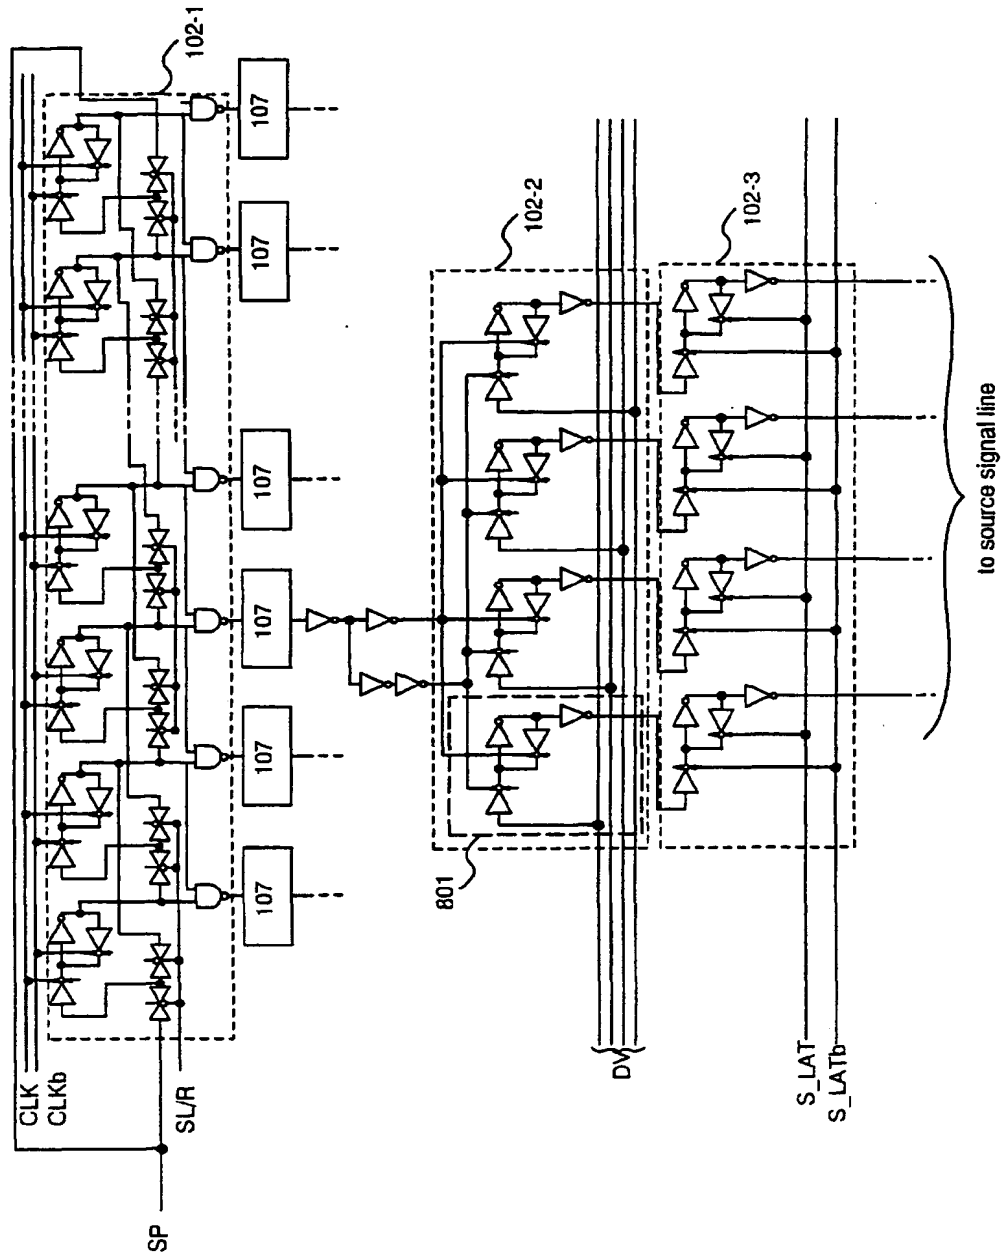 102-1
CLK
CLKb
SL/R
SP
107
107
107
107
107
107
102-2
801
DV
102-3
S_LAT
S_LATb
to source signal line